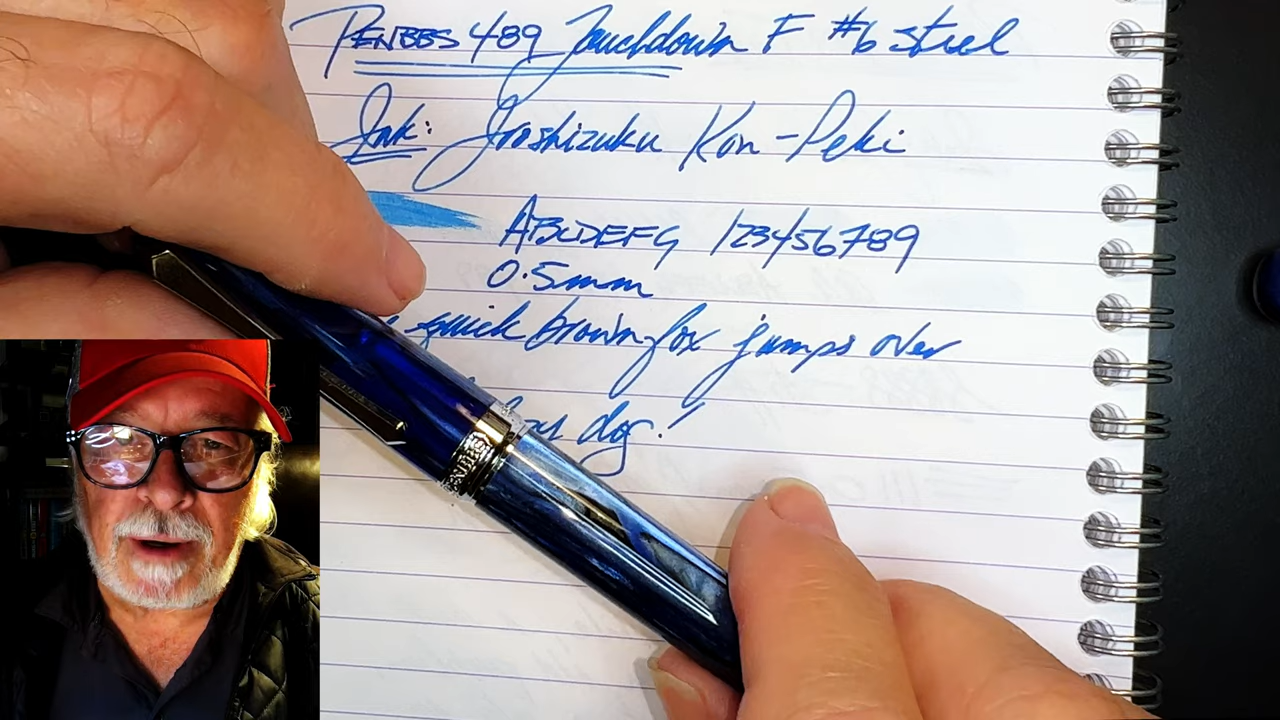 PENBBS 489 Touchdown F #6 steel
Ink: Iroshizuku Kon-Peki
ABCDEFG 123456789
0.5mm
quick brown fox jumps over
dog!
PENBBS